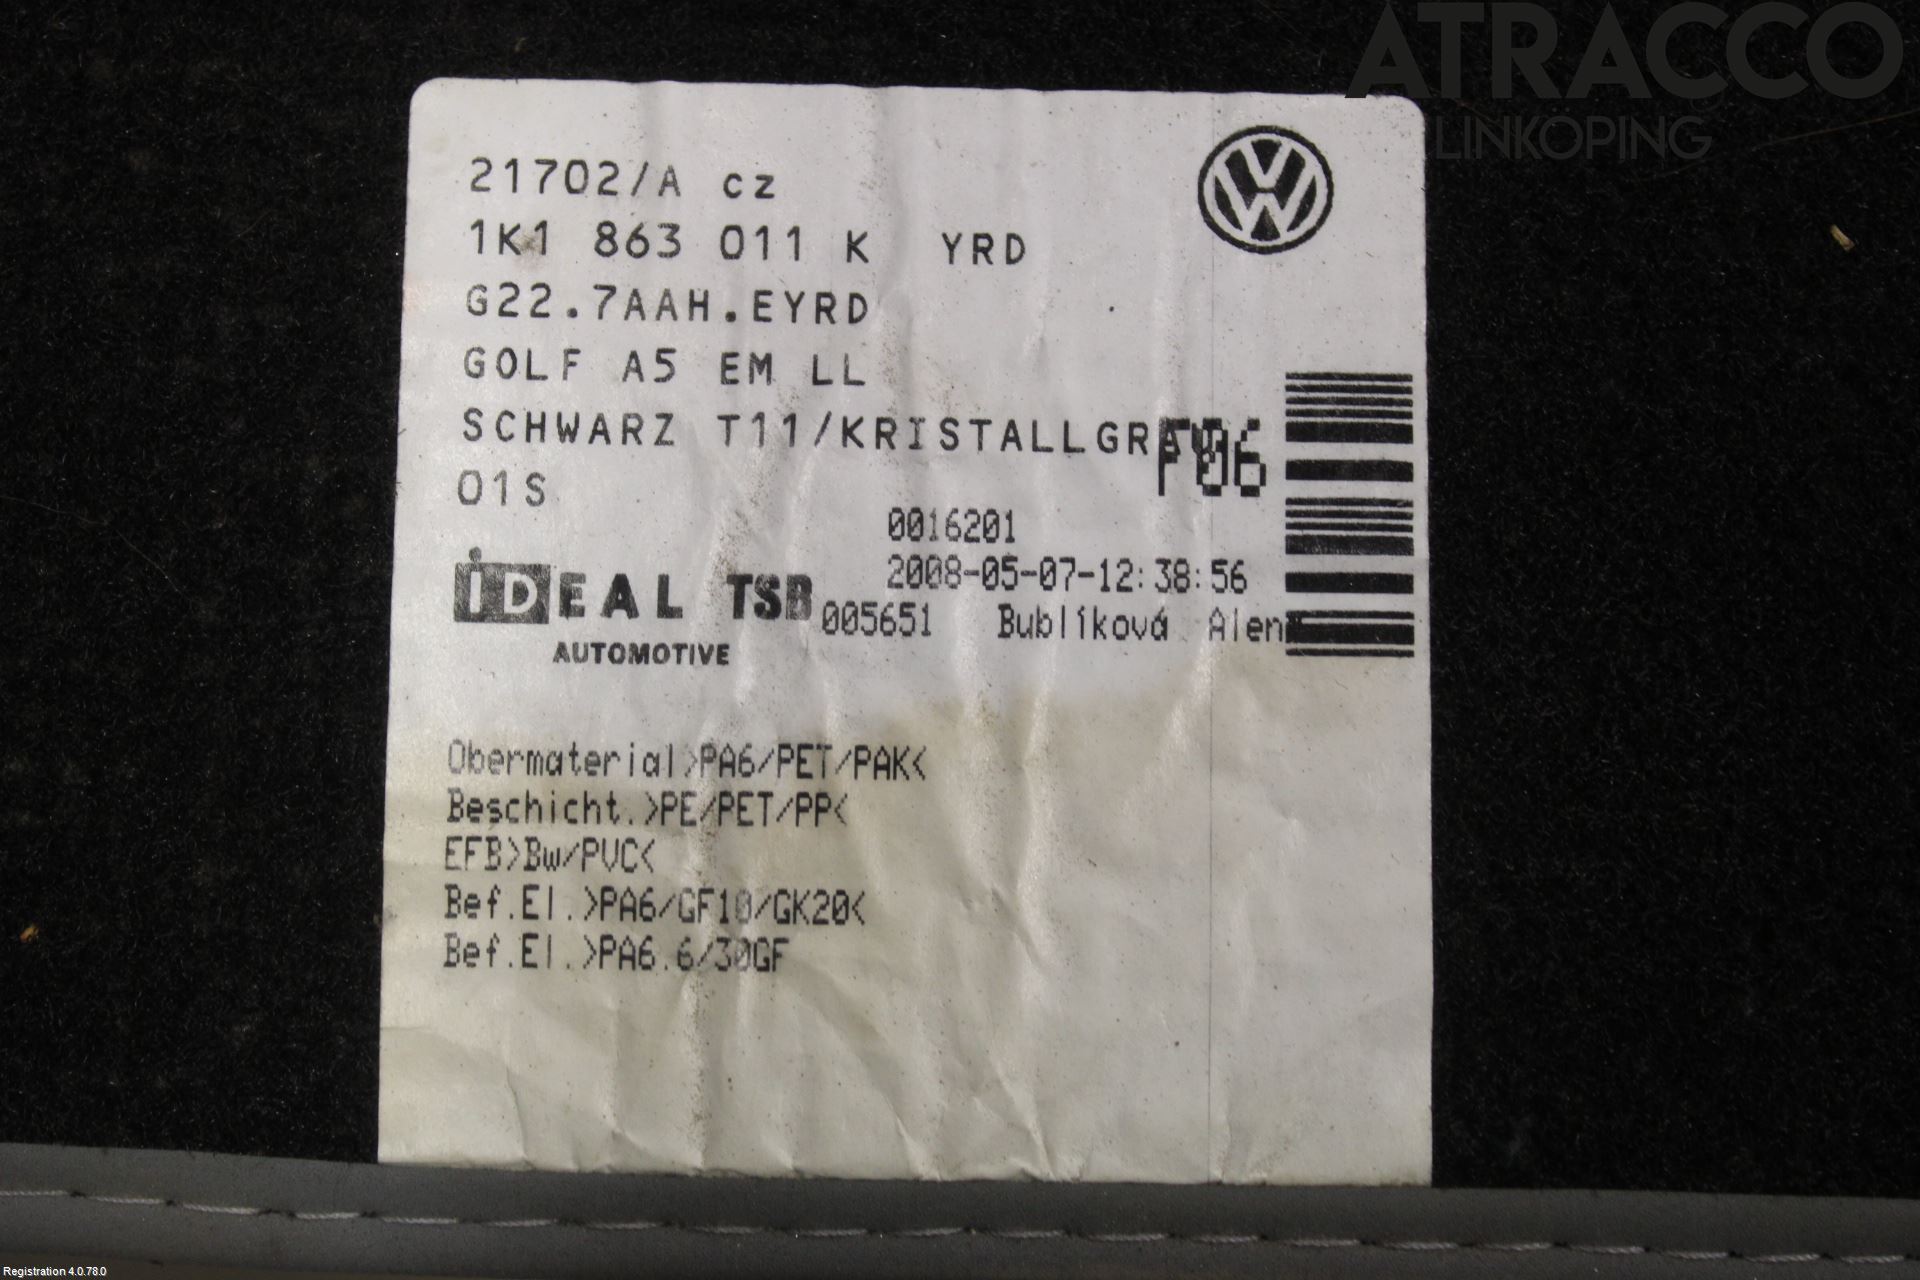 ATRACCO
LINKÖPING
21702/A CZ
1K1 863 011 K YRD
G22.7AAH.EYRD
GOLF A5 EM LL
SCHWARZ T11/KRISTALLGRAU
F06
01S
0016201
2008-05-07-12:38:56
IDEAL TSB 005651 Bublíková Alen
AUTOMOTIVE
Obermaterial>PA6/PET/PAK<
Beschicht.>PE/PET/PP<
EFB>Bw/PVC<
Bef.El.>PA6/GF10/GK20<
Bef.El.>PA6.6/30GF
Registration 4.0.78.0